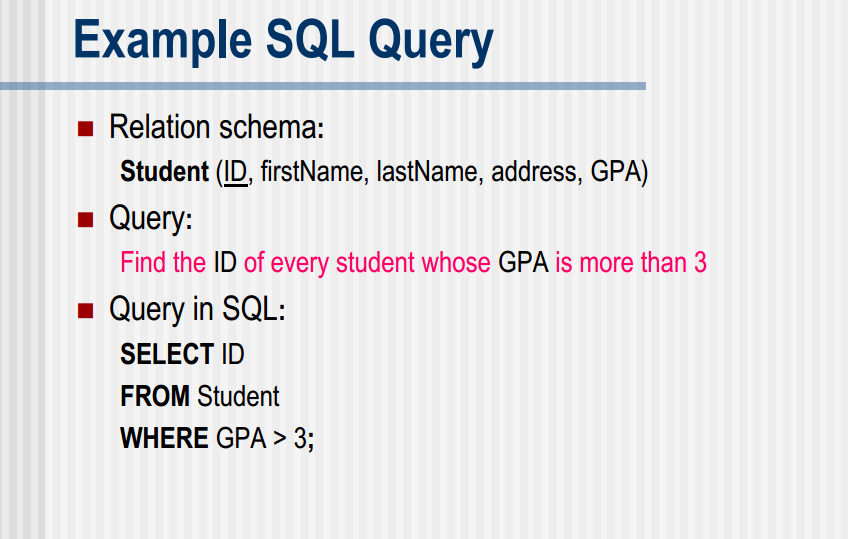 Example SQL Query
Relation schema:
Student (ID, firstName, lastName, address, GPA)
Query:
Find the ID of every student whose GPA is more than 3
Query in SQL:
SELECT ID
FROM Student
WHERE GPA > 3;